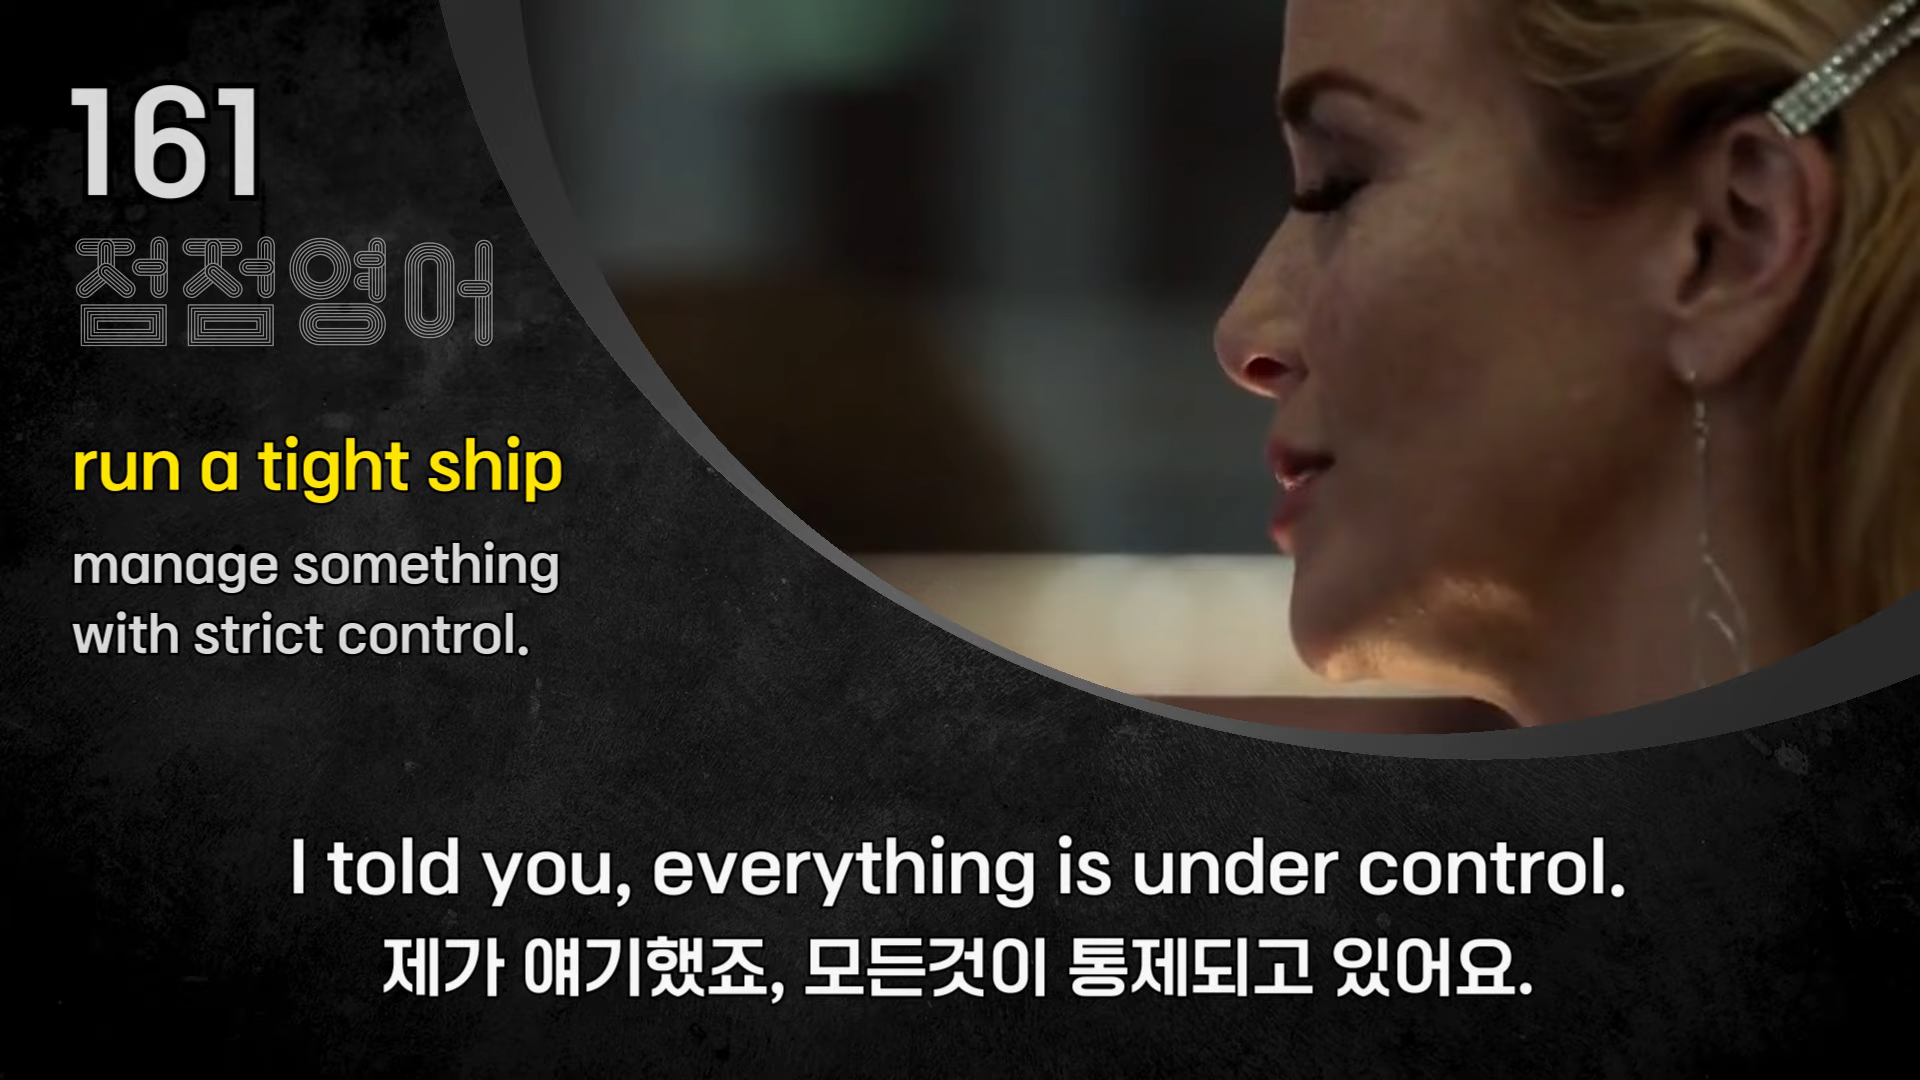 161
점점영어
run a tight ship
manage something
with strict control.
I told you, everything is under control.
제가 얘기했죠, 모든것이 통제되고 있어요.